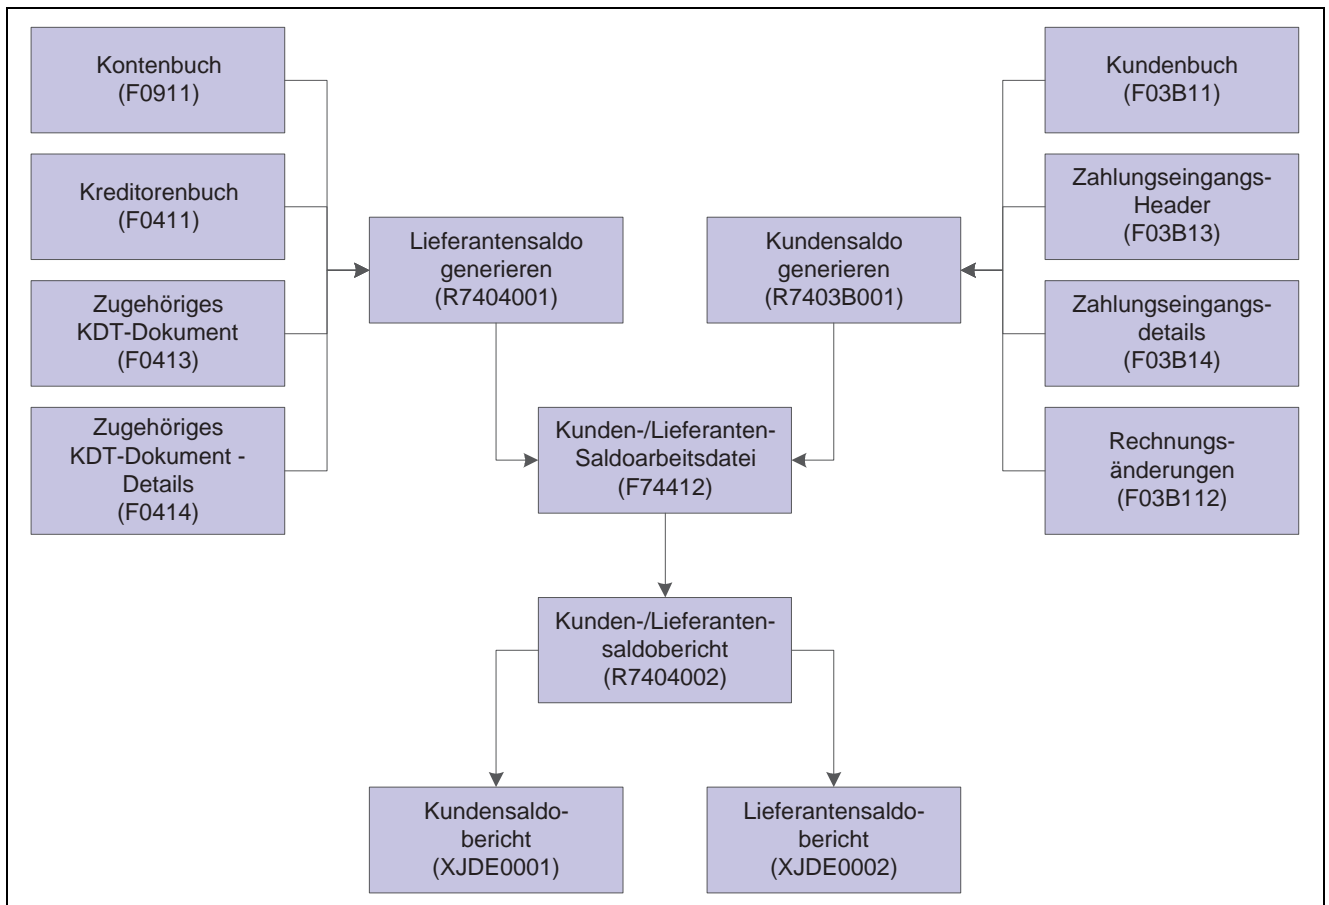 Kontenbuch
(F0911)
Kreditorenbuch
(F0411)
Zugehöriges
KDT-Dokument
(F0413)
Zugehöriges
KDT-Dokument -
Details
(F0414)
Lieferantensaldo
generieren
(R7404001)
Kundensaldo
generieren
(R7403B001)
Kundenbuch
(F03B11)
Zahlungseingangs-
Header
(F03B13)
Zahlungseingangs-
details
(F03B14)
Rechnungs-
änderungen
(F03B112)
Kunden-/Lieferanten-
Saldoarbeitsdatei
(F74412)
Kunden-/Lieferanten-
saldobericht
(R7404002)
Kundensaldo-
bericht
(XJDE0001)
Lieferantensaldo-
bericht
(XJDE0002)